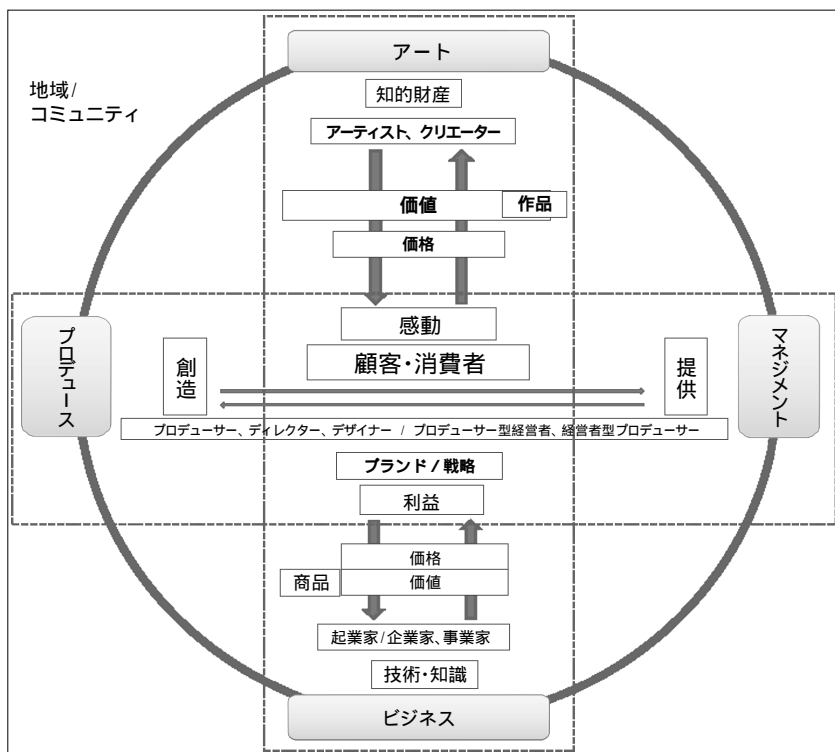 アート
地域/
コミュニティ
知的財産
アーティスト、クリエーター
価値
作品
価格
感動
顧客・消費者
プロデュース
創造
提供
マネジメント
プロデューサー、ディレクター、デザイナー / プロデューサー型経営者、経営者型プロデューサー
ブランド / 戦略
利益
価格
商品
価値
起業家/企業家、事業家
技術・知識
ビジネス